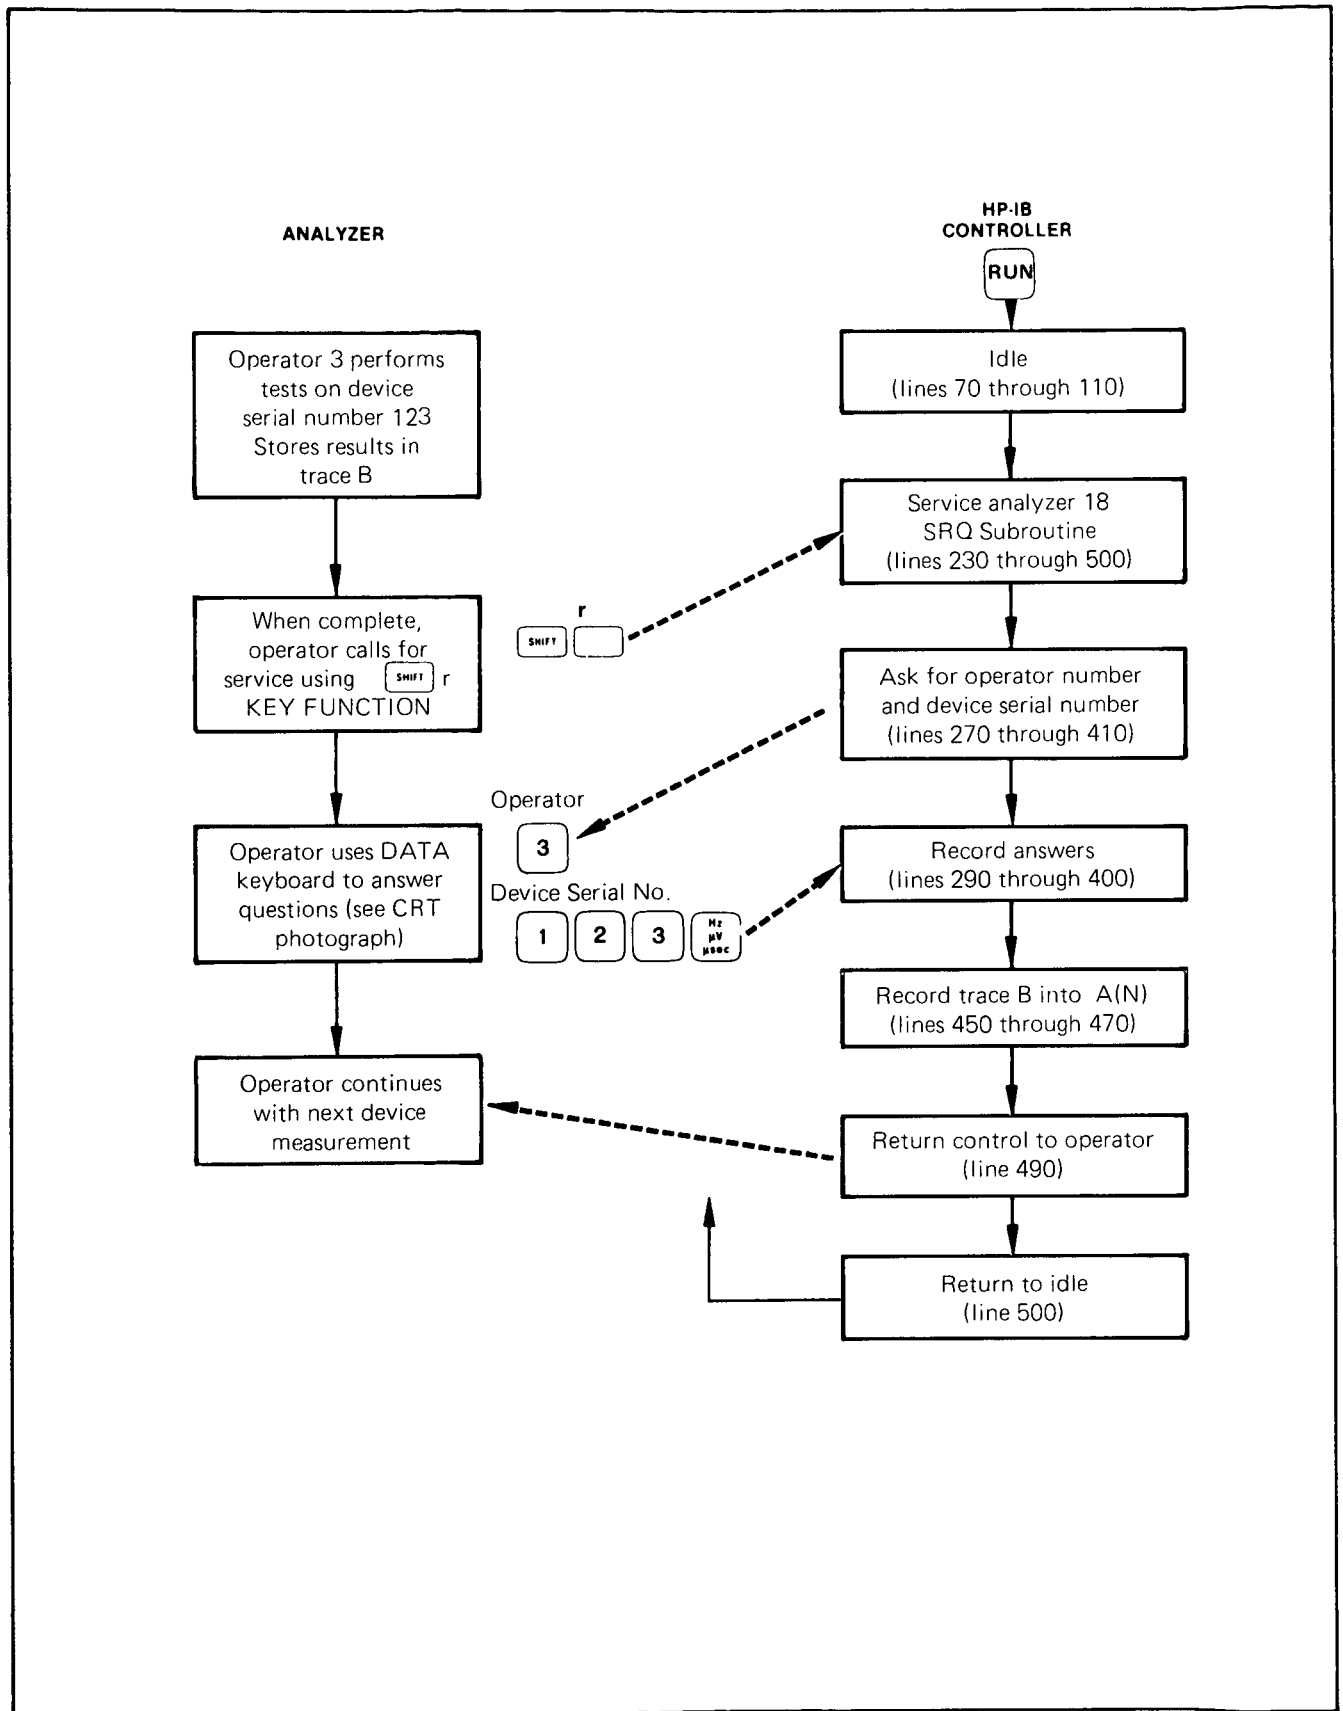 ANALYZER
Operator 3 performs
tests on device
serial number 123
Stores results in
trace B
When complete,
operator calls for
service using SHIFT r
KEY FUNCTION
Operator uses DATA
keyboard to answer
questions (see CRT
photograph)
Operator continues
with next device
measurement
r
SHIFT
Operator
3
Device Serial No.
1 2 3 Hz
µV
µsec
HP-IB
CONTROLLER
RUN
Idle
(lines 70 through 110)
Service analyzer 18
SRQ Subroutine
(lines 230 through 500)
Ask for operator number
and device serial number
(lines 270 through 410)
Record answers
(lines 290 through 400)
Record trace B into A(N)
(lines 450 through 470)
Return control to operator
(line 490)
Return to idle
(line 500)